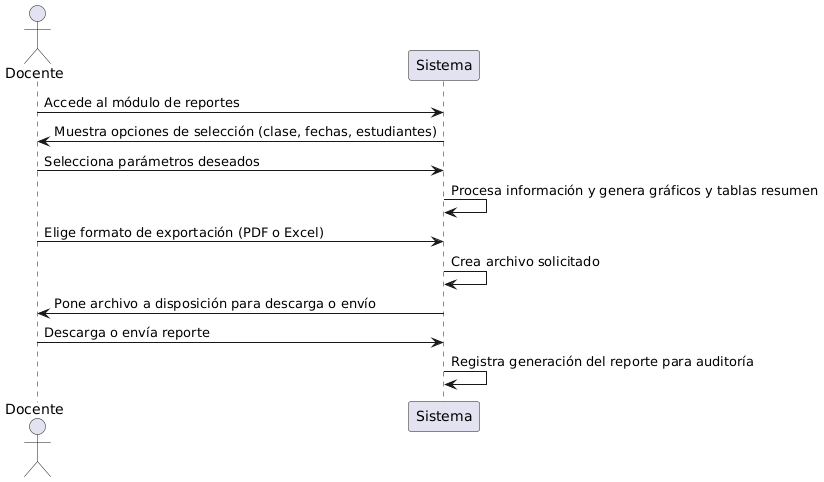 Docente
Sistema
Accede al módulo de reportes
Muestra opciones de selección (clase, fechas, estudiantes)
Selecciona parámetros deseados
Procesa información y genera gráficos y tablas resumen
Elige formato de exportación (PDF o Excel)
Crea archivo solicitado
Pone archivo a disposición para descarga o envío
Descarga o envía reporte
Registra generación del reporte para auditoría
Docente
Sistema